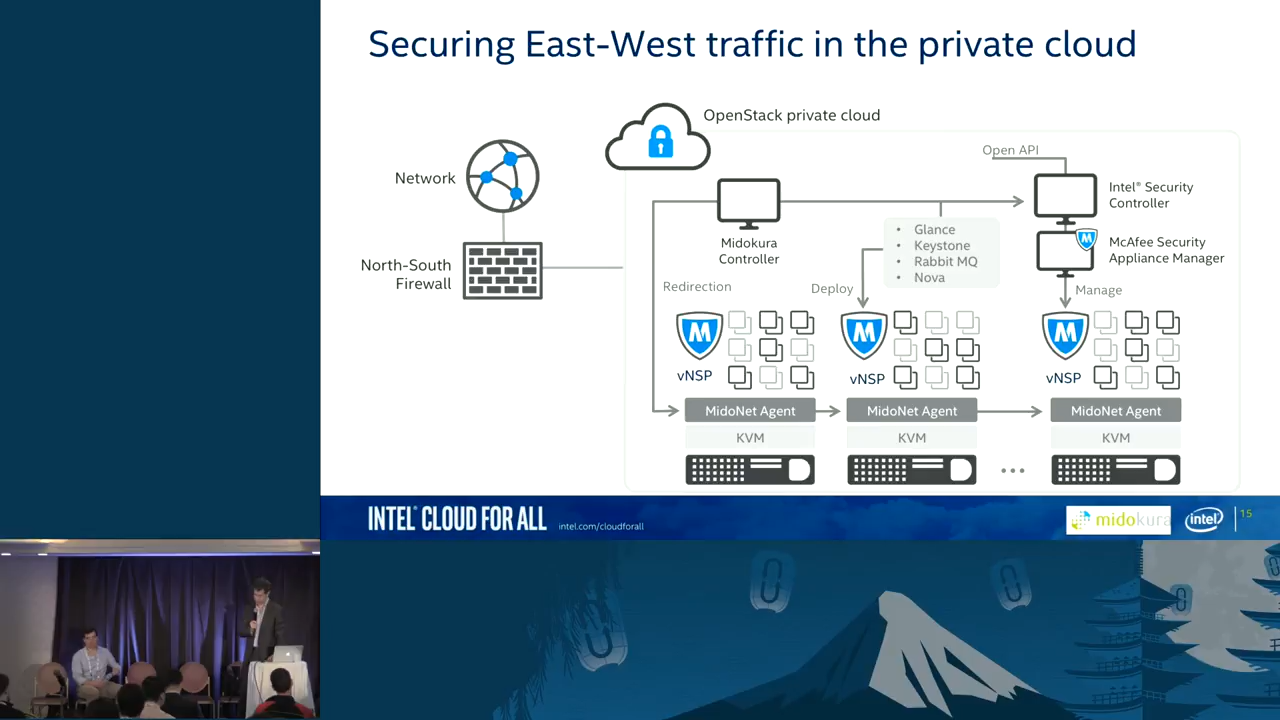 Securing East-West traffic in the private cloud
OpenStack private cloud
Open API
Network
Intel® Security
Controller
Midokura
Controller
• Glance
• Keystone
• Rabbit MQ
• Nova
McAfee Security
Appliance Manager
North-South
Firewall
Redirection
Deploy
Manage
M
M
M
M
vNSP
vNSP
vNSP
MidoNet Agent
MidoNet Agent
MidoNet Agent
KVM
KVM
KVM
...
INTEL® CLOUD FOR ALL
intel.com/cloudforall
midokura
intel
15